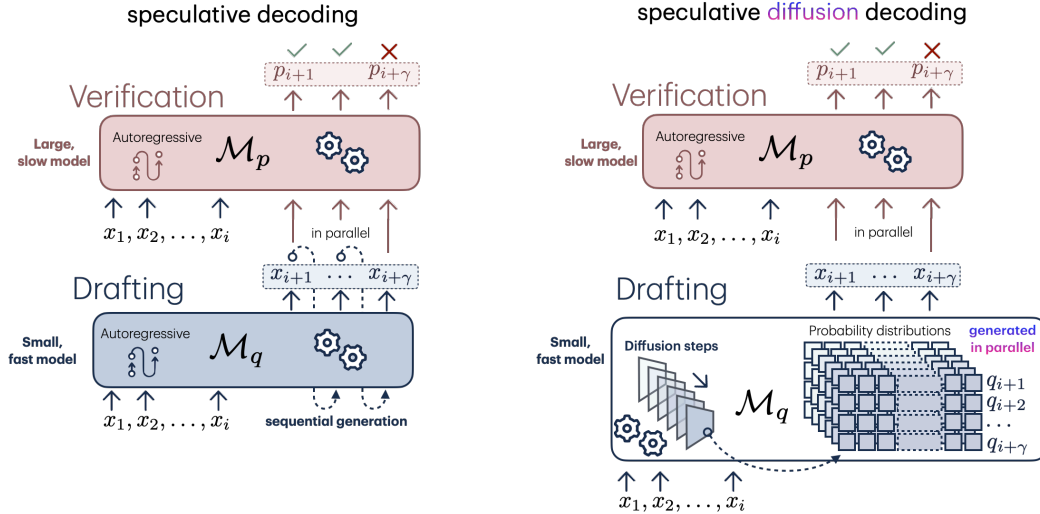 speculative decoding
p_{i+1} p_{i+γ}
Verification
Large,
slow model
Autoregressive
M_p
x_1, x_2, ..., x_i
in parallel
x_{i+1} ... x_{i+γ}
Drafting
Small,
fast model
Autoregressive
M_q
x_1, x_2, ..., x_i
sequential generation
speculative diffusion decoding
p_{i+1} p_{i+γ}
Verification
Large,
slow model
Autoregressive
M_p
x_1, x_2, ..., x_i
in parallel
x_{i+1} ... x_{i+γ}
Drafting
Small,
fast model
Diffusion steps
M_q
Probability distributions
generated
in parallel
q_{i+1}
q_{i+2}
...
q_{i+γ}
x_1, x_2, ..., x_i